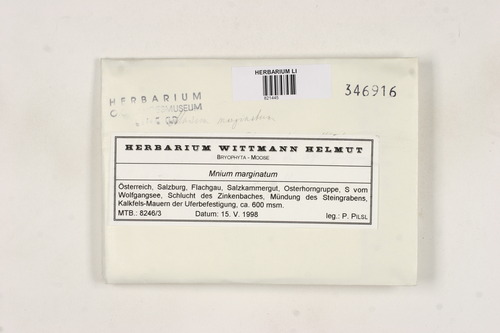 HERBARIUM LI
621445
346916
HERBARIUM
MUSEUM
HERBARIUM WITTMANN HELMUT
BRYOPHYTA - MOOSE
Mnium marginatum
Österreich, Salzburg, Flachgau, Salzkammergut, Osterhorngruppe, S vom
Wolfgangsee, Schlucht des Zinkenbaches, Mündung des Steingrabens,
Kalkfels-Mauern der Uferbefestigung, ca. 600 msm.
MTB.: 8246/3 Datum: 15. V. 1998 leg.: P. PILSL